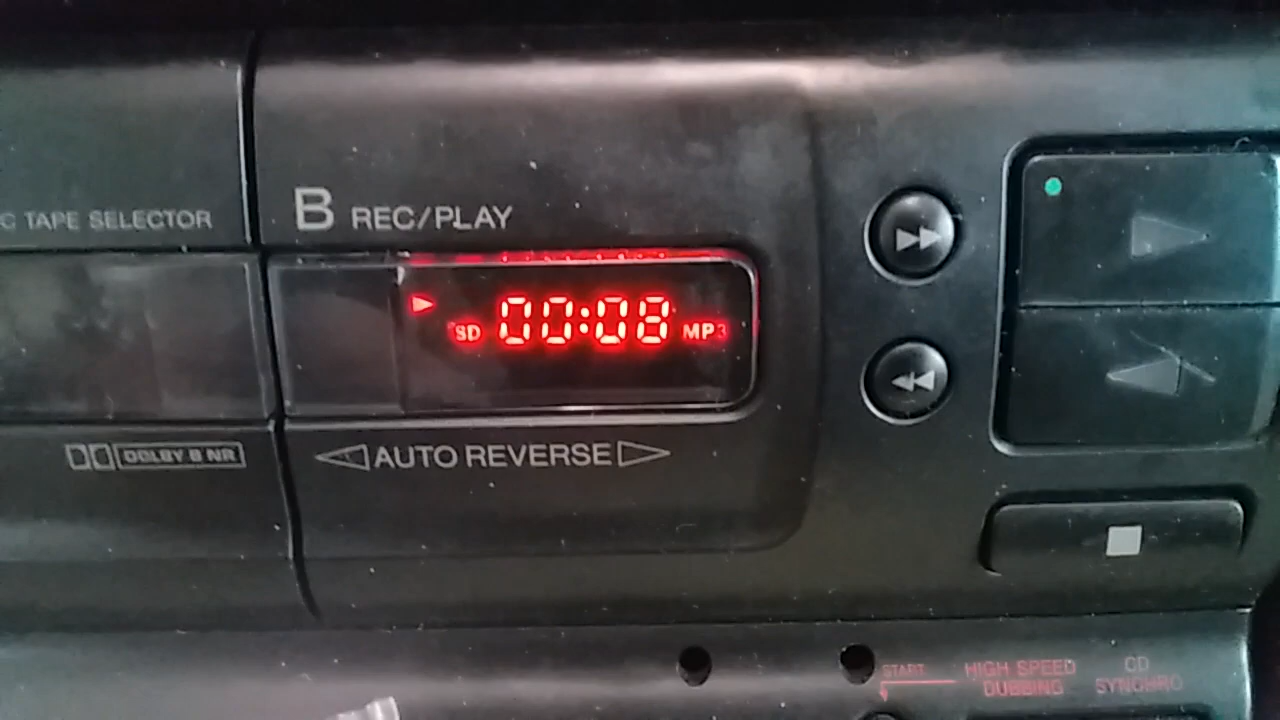 C TAPE SELECTOR
B REC/PLAY
SD 00:08 MP3
DOLBY B NR
AUTO REVERSE
START
HIGH SPEED
DUBBING
CD
SYNCHRO